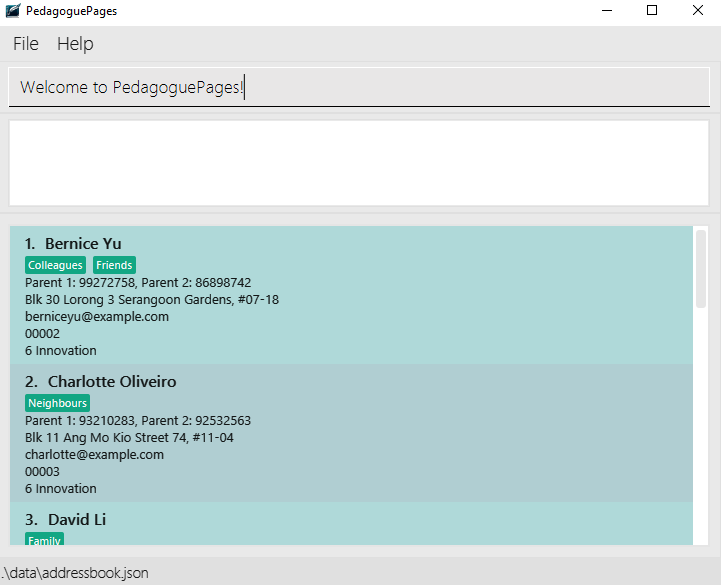 PedagoguePages
File Help
Welcome to PedagoguePages!
1. Bernice Yu
Colleagues Friends
Parent 1: 99272758, Parent 2: 86898742
Blk 30 Lorong 3 Serangoon Gardens, #07-18
berniceyu@example.com
00002
6 Innovation
2. Charlotte Oliveiro
Neighbours
Parent 1: 93210283, Parent 2: 92532563
Blk 11 Ang Mo Kio Street 74, #11-04
charlotte@example.com
00003
6 Innovation
3. David Li
Family
.\data\addressbook.json